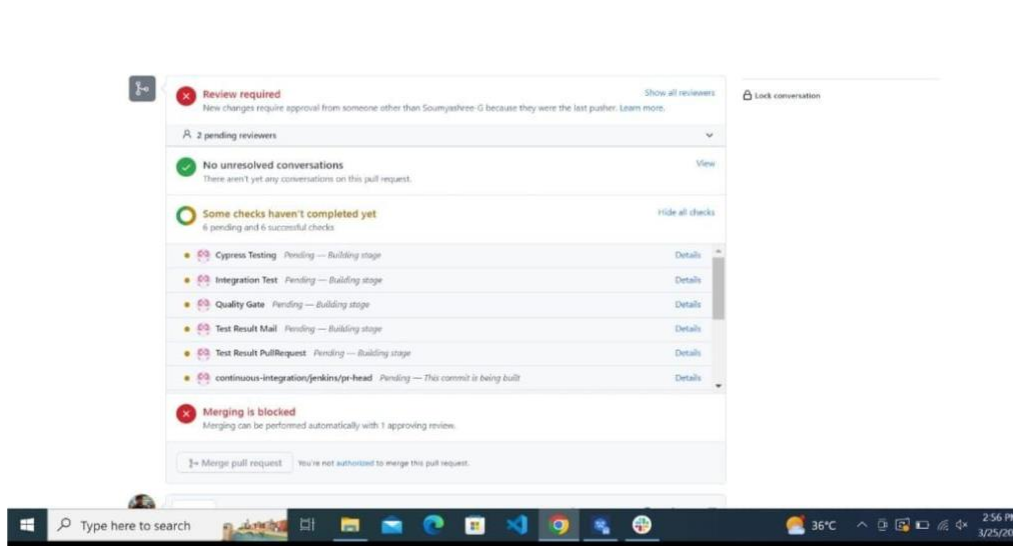 Review required
Show all reviewers
New changes require approval from someone other than Soumyashree-G because they were the last pusher. Learn more.
Lock conversation
2 pending reviewers
No unresolved conversations
View
There aren't yet any conversations on this pull request.
Some checks haven't completed yet
Hide all checks
6 pending and 6 successful checks
Cypress Testing Pending — Building stage Details
Integration Test Pending — Building stage Details
Quality Gate Pending — Building stage Details
Test Result Mail Pending — Building stage Details
Test Result PullRequest Pending — Building stage Details
continuous-integration/jenkins/pr-head Pending — This commit is being built Details
Merging is blocked
Merging can be performed automatically with 1 approving review.
Merge pull request You're not authorized to merge this pull request.
Type here to search
36°C
2:56 P
3/25/20